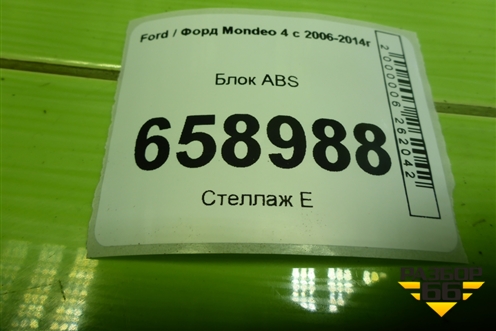 Ford / Форд Mondeo 4 с 2006-2014г
Блок ABS
658988
Стеллаж E
2000006262042
РАЗБОР
66